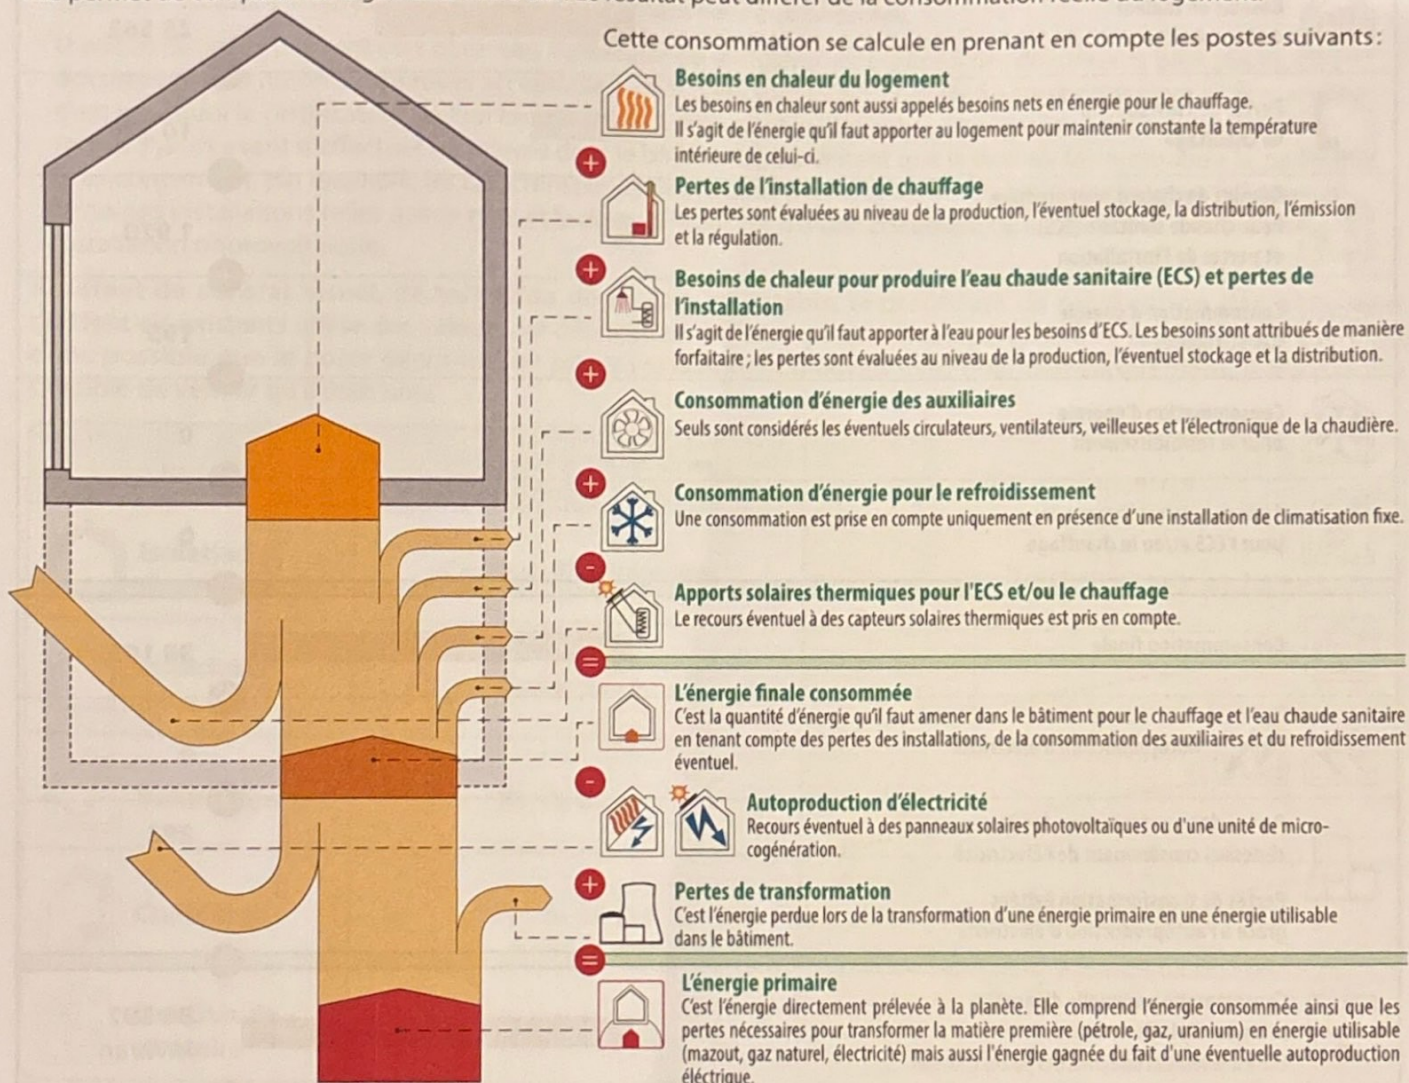 résultat peut différer de la consommation réelle du logement.
Cette consommation se calcule en prenant en compte les postes suivants :
Besoins en chaleur du logement
Les besoins en chaleur sont aussi appelés besoins nets en énergie pour le chauffage.
Il s'agit de l'énergie qu'il faut apporter au logement pour maintenir constante la température
intérieure de celui-ci.
+
Pertes de l'installation de chauffage
Les pertes sont évaluées au niveau de la production, l'éventuel stockage, la distribution, l'émission
et la régulation.
+
Besoins de chaleur pour produire l'eau chaude sanitaire (ECS) et pertes de
l'installation
Il s'agit de l'énergie qu'il faut apporter à l'eau pour les besoins d'ECS. Les besoins sont attribués de manière
forfaitaire ; les pertes sont évaluées au niveau de la production, l'éventuel stockage et la distribution.
+
Consommation d'énergie des auxiliaires
Seuls sont considérés les éventuels circulateurs, ventilateurs, veilleuses et l'électronique de la chaudière.
+
Consommation d'énergie pour le refroidissement
Une consommation est prise en compte uniquement en présence d'une installation de climatisation fixe.
-
Apports solaires thermiques pour l'ECS et/ou le chauffage
Le recours éventuel à des capteurs solaires thermiques est pris en compte.
=
L'énergie finale consommée
C'est la quantité d'énergie qu'il faut amener dans le bâtiment pour le chauffage et l'eau chaude sanitaire
en tenant compte des pertes des installations, de la consommation des auxiliaires et du refroidissement
éventuel.
-
Autoproduction d'électricité
Recours éventuel à des panneaux solaires photovoltaïques ou d'une unité de micro-
cogénération.
+
Pertes de transformation
C'est l'énergie perdue lors de la transformation d'une énergie primaire en une énergie utilisable
dans le bâtiment.
=
L'énergie primaire
C'est l'énergie directement prélevée à la planète. Elle comprend l'énergie consommée ainsi que les
pertes nécessaires pour transformer la matière première (pétrole, gaz, uranium) en énergie utilisable
(mazout, gaz naturel, électricité) mais aussi l'énergie gagnée du fait d'une éventuelle autoproduction
éléctrique.